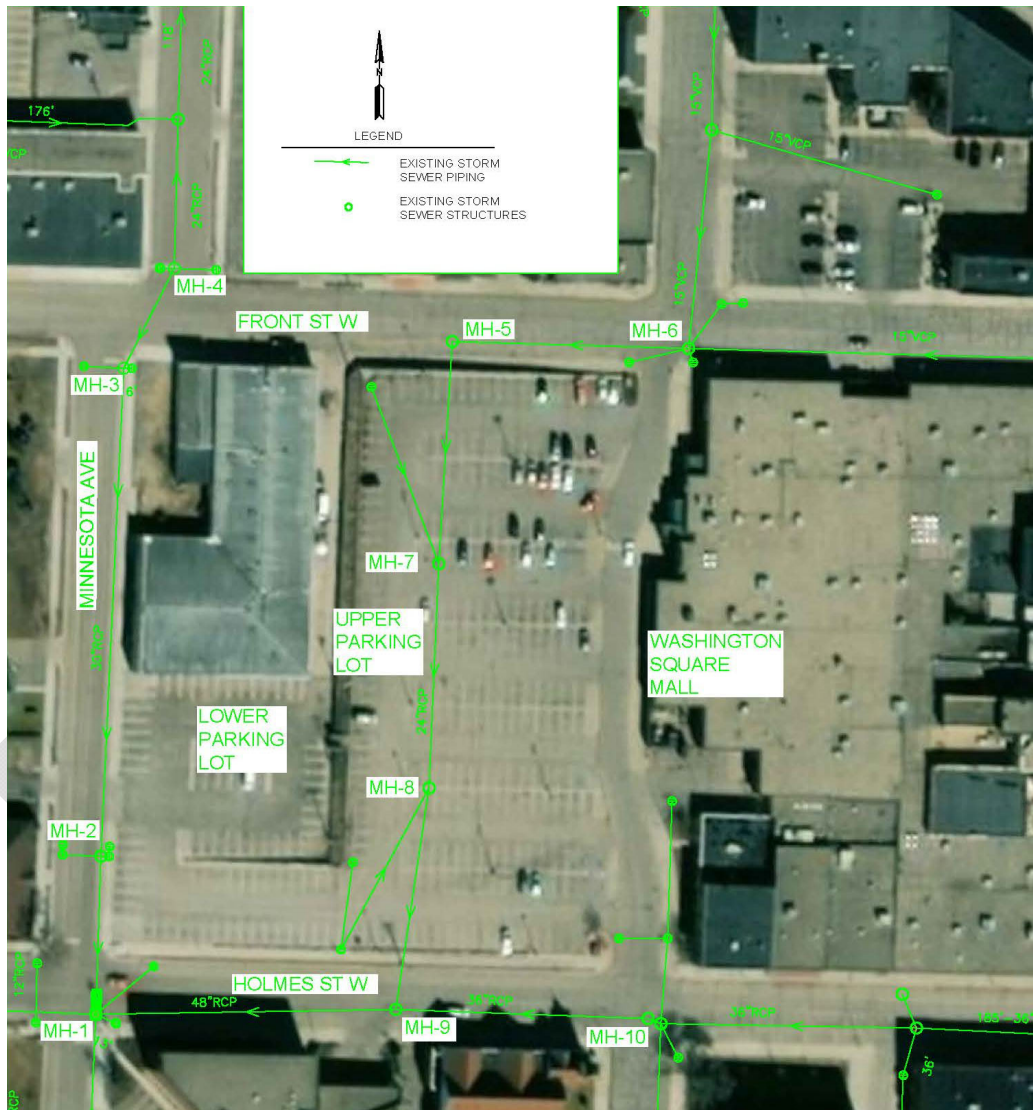 118'
24"RCP
N
LEGEND
EXISTING STORM
SEWER PIPING
EXISTING STORM
SEWER STRUCTURES
15"VCP
15"VCP
176'
VCP
24"RCP
MH-4
FRONT ST W
MH-5
MH-6
15"VCP
15"VCP
MH-3
6
MINNESOTA AVE
MH-7
UPPER
PARKING
LOT
WASHINGTON
SQUARE
MALL
LOWER
PARKING
LOT
24"RCP
MH-8
MH-2
12"RCP
HOLMES ST W
48"RCP
36"RCP
36"RCP
MH-1
MH-9
MH-10
36'
RCP